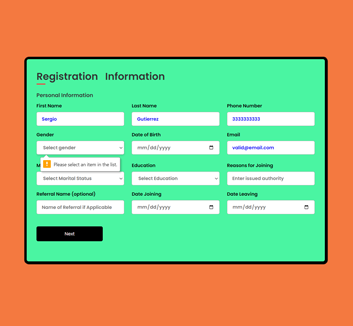 Registration Information
Personal Information
First Name Last Name Phone Number
Sergio Gutierrez 3333333333
Gender Date of Birth Email
Select gender mm/dd/yyyy valid@email.com
! Please select an item in the list.
M Education Reasons for Joining
Select Marital Status Select Education Enter issued authority
Referral Name (optional) Date Joining Date Leaving
Name of Referral if Applicable mm/dd/yyyy mm/dd/yyyy
Next